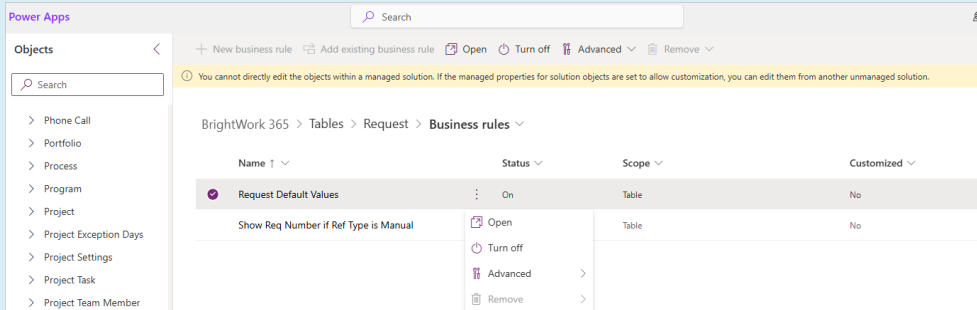 Power Apps
Search
Objects
New business rule Add existing business rule Open Turn off Advanced Remove
You cannot directly edit the objects within a managed solution. If the managed properties for solution objects are set to allow customization, you can edit them from another unmanaged solution.
Search
Phone Call
Portfolio
Process
Program
Project
Project Exception Days
Project Settings
Project Task
Project Team Member
BrightWork 365 > Tables > Request > Business rules
Name ↑ Status Scope Customized
Request Default Values On Table No
Show Req Number if Ref Type is Manual Table No
Open
Turn off
Advanced
Remove